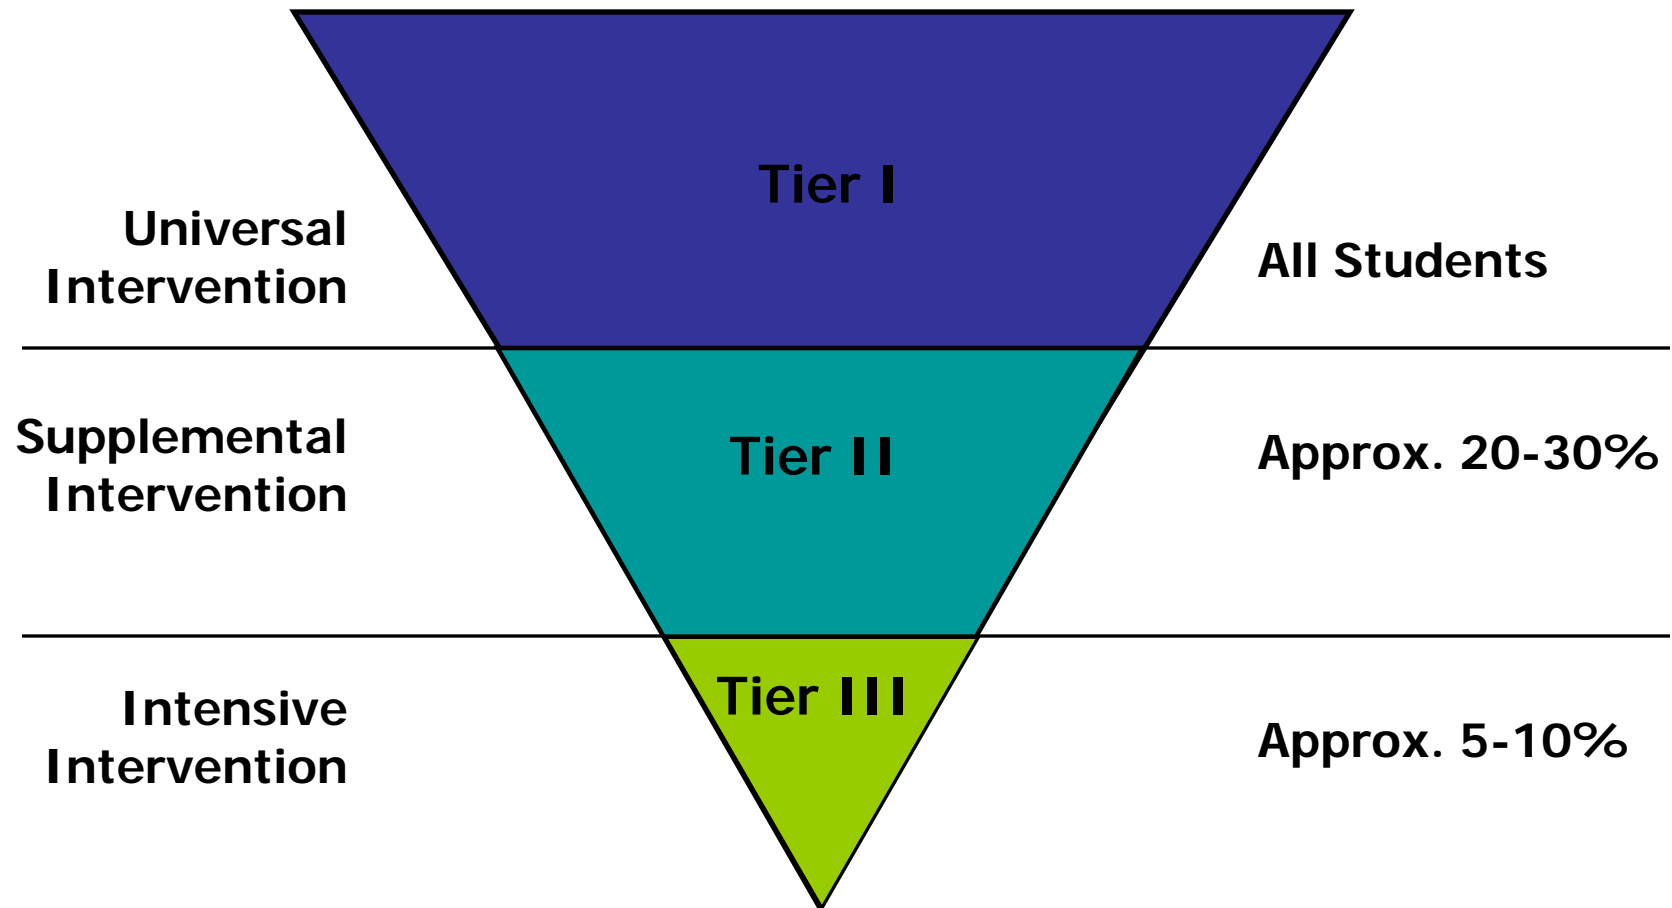 Tier I
Universal
Intervention
All Students
Supplemental
Intervention
Tier II
Approx. 20-30%
Intensive
Intervention
Tier III
Approx. 5-10%